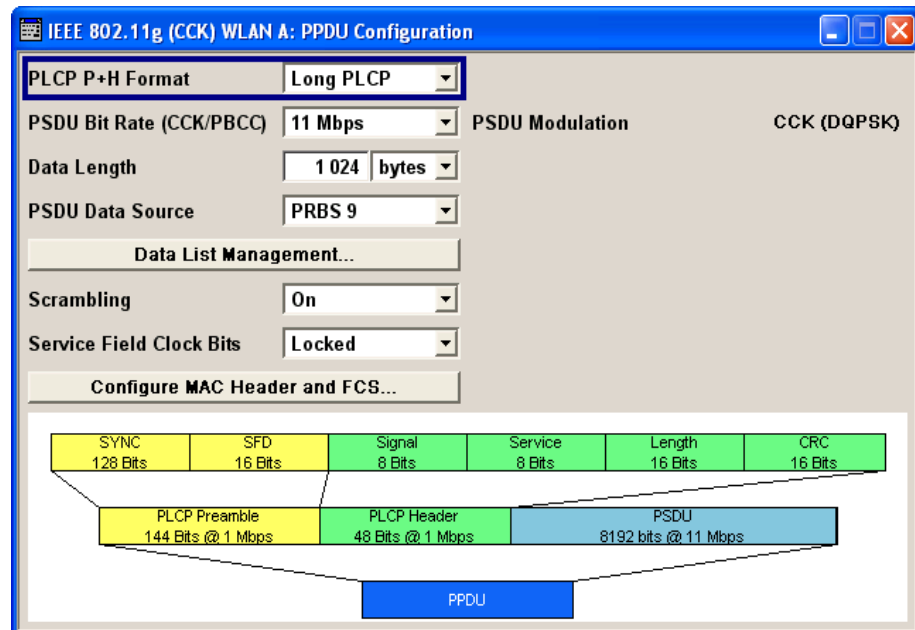 IEEE 802.11g (CCK) WLAN A: PPDU Configuration
PLCP P+H Format Long PLCP
PSDU Bit Rate (CCK/PBCC) 11 Mbps PSDU Modulation CCK (DQPSK)
Data Length 1 024 bytes
PSDU Data Source PRBS 9
Data List Management...
Scrambling On
Service Field Clock Bits Locked
Configure MAC Header and FCS...
SYNC SFD Signal Service Length CRC
128 Bits 16 Bits 8 Bits 8 Bits 16 Bits 16 Bits
PLCP Preamble PLCP Header PSDU
144 Bits @ 1 Mbps 48 Bits @ 1 Mbps 8192 bits @ 11 Mbps
PPDU